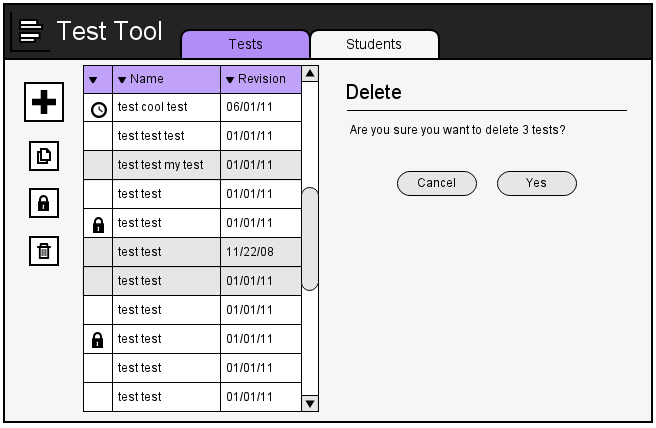 Test Tool
Tests
Students
Name
Revision
test cool test
06/01/11
test test test
01/01/11
test test my test
01/01/11
test test
01/01/11
test test
01/01/11
test test
11/22/08
test test
01/01/11
test test
01/01/11
test test
01/01/11
test test
01/01/11
test test
01/01/11
Delete
Are you sure you want to delete 3 tests?
Cancel
Yes